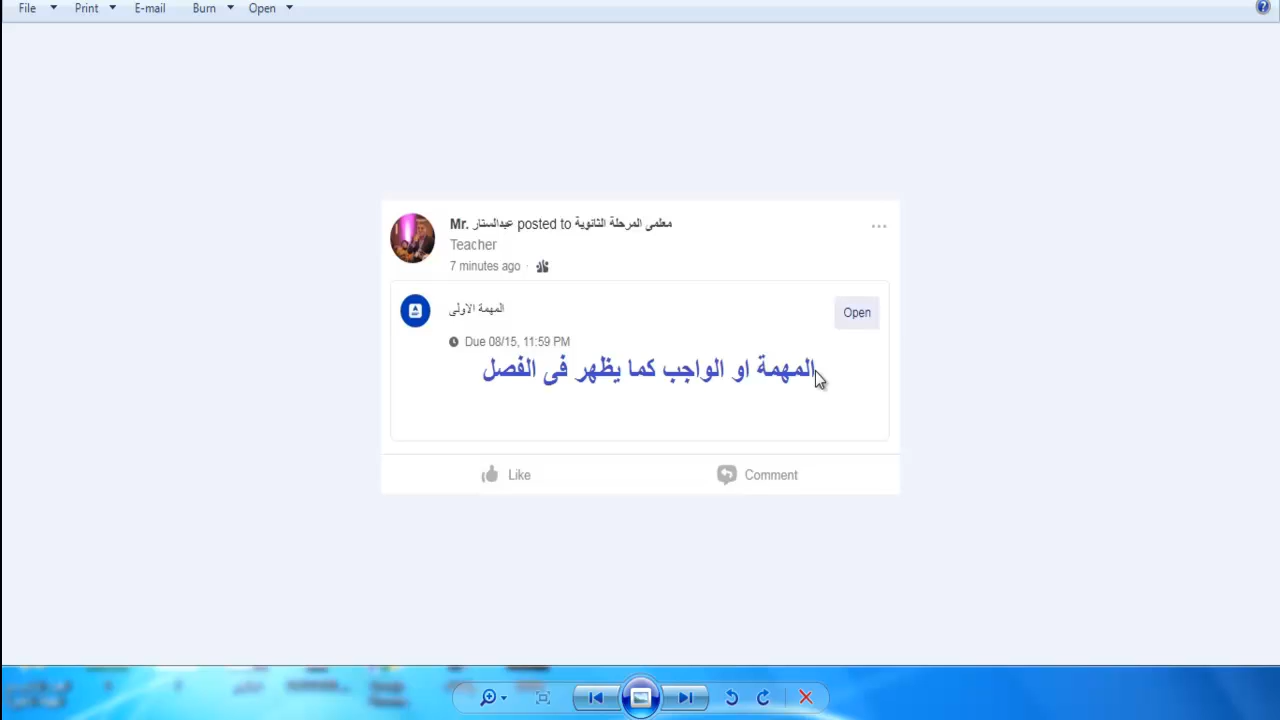 File Print E-mail Burn Open
Mr. عبدالستار posted to معلمى المرحلة الثانوية
Teacher
7 minutes ago ·
المهمة الاولى
Open
Due 08/15, 11:59 PM
المهمة او الواجب كما يظهر فى الفصل
Like Comment